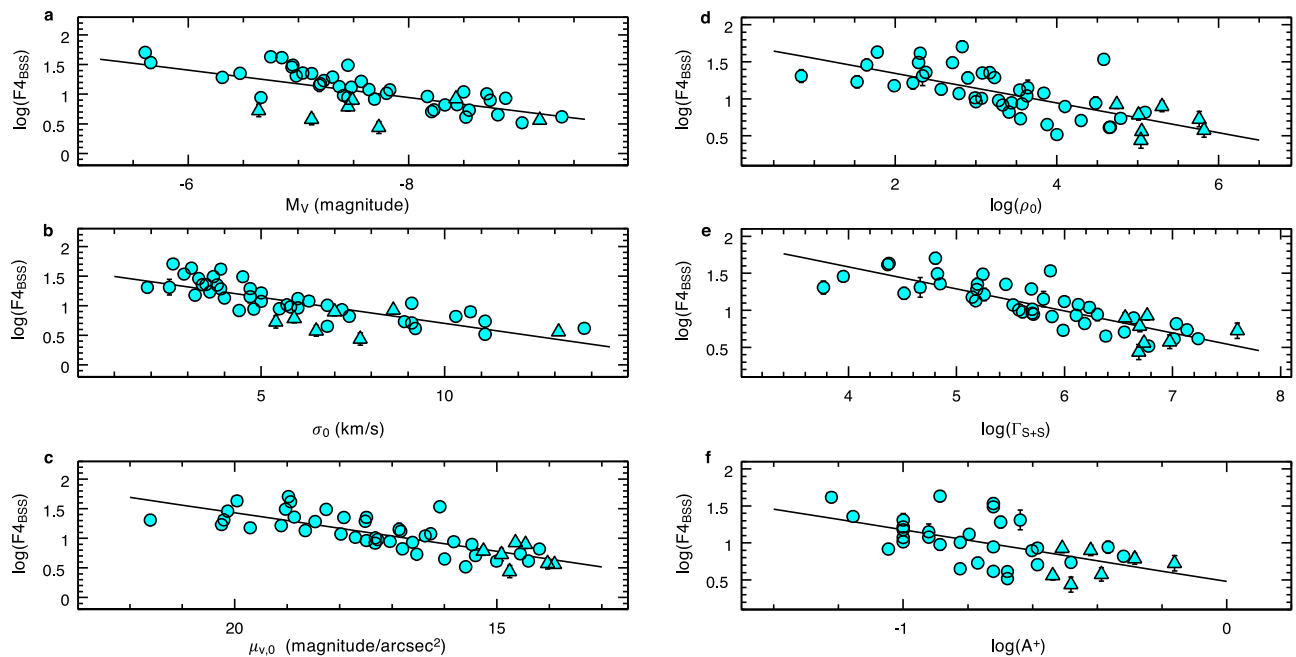 a
log(F4BSS)
0
0.5
1
1.5
2
-6
-8
MV (magnitude)
b
log(F4BSS)
0
0.5
1
1.5
2
5
10
σ0 (km/s)
c
log(F4BSS)
0
0.5
1
1.5
2
20
15
μv,0 (magnitude/arcsec²)
d
log(F4BSS)
0.5
1
1.5
2
2
4
6
log(ρ0)
e
log(F4BSS)
0.5
1
1.5
2
4
5
6
7
8
log(ΓS+S)
f
log(F4BSS)
0.5
1
1.5
2
-1
0
log(A⁺)